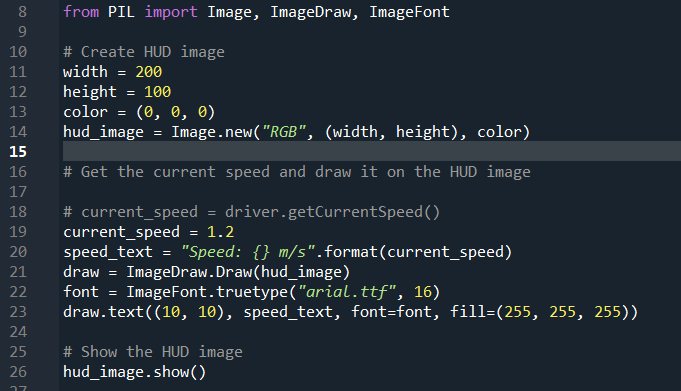 8 from PIL import Image, ImageDraw, ImageFont
9
10 # Create HUD image
11 width = 200
12 height = 100
13 color = (0, 0, 0)
14 hud_image = Image.new("RGB", (width, height), color)
15
16 # Get the current speed and draw it on the HUD image
17
18 # current_speed = driver.getCurrentSpeed()
19 current_speed = 1.2
20 speed_text = "Speed: {} m/s".format(current_speed)
21 draw = ImageDraw.Draw(hud_image)
22 font = ImageFont.truetype("arial.ttf", 16)
23 draw.text((10, 10), speed_text, font=font, fill=(255, 255, 255))
24
25 # Show the HUD image
26 hud_image.show()
27